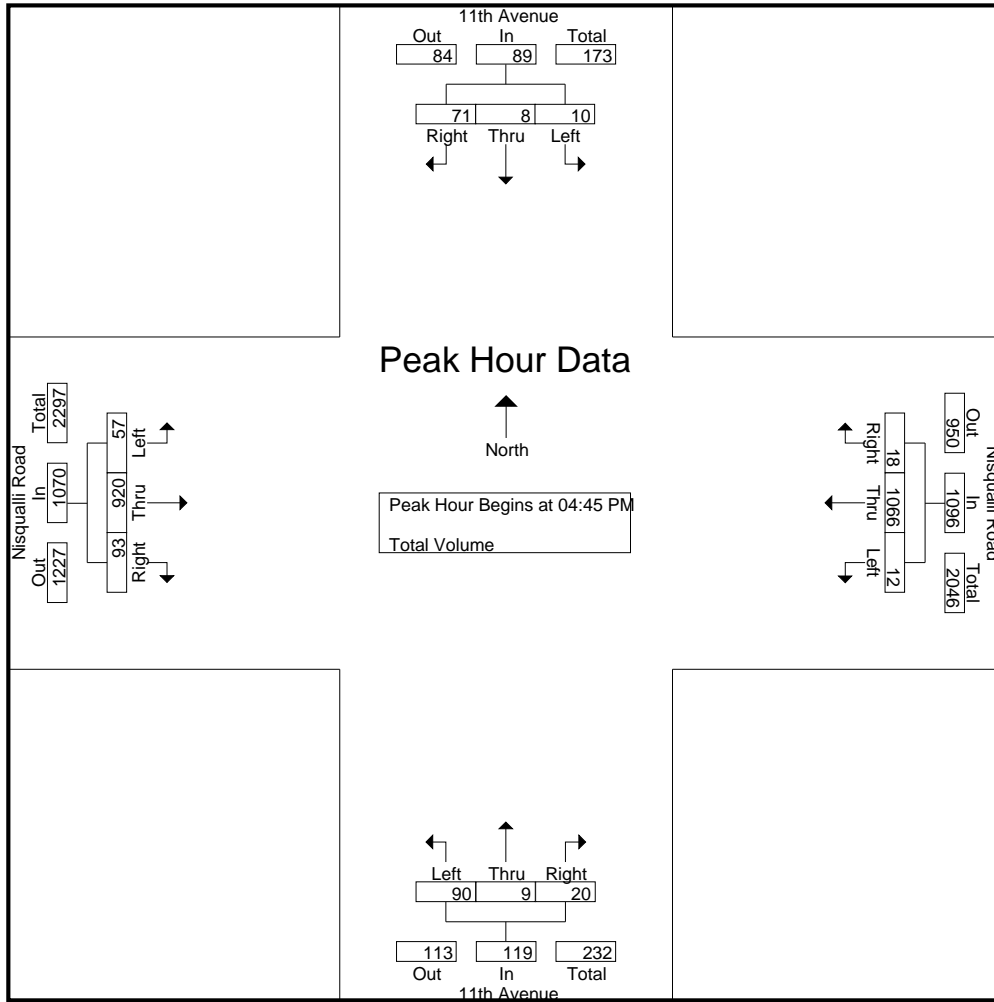 11th Avenue
Out In Total
84 89 173
71 8 10
Right Thru Left
Peak Hour Data
North
Peak Hour Begins at 04:45 PM
Total Volume
Nisqualli Road
Out In Total
1227 1070 2297
93 920 57
Right Thru Left
Nisqualli Road
Out In Total
950 1096 2046
18 1066 12
Right Thru Left
Left Thru Right
90 9 20
113 119 232
Out In Total
11th Avenue